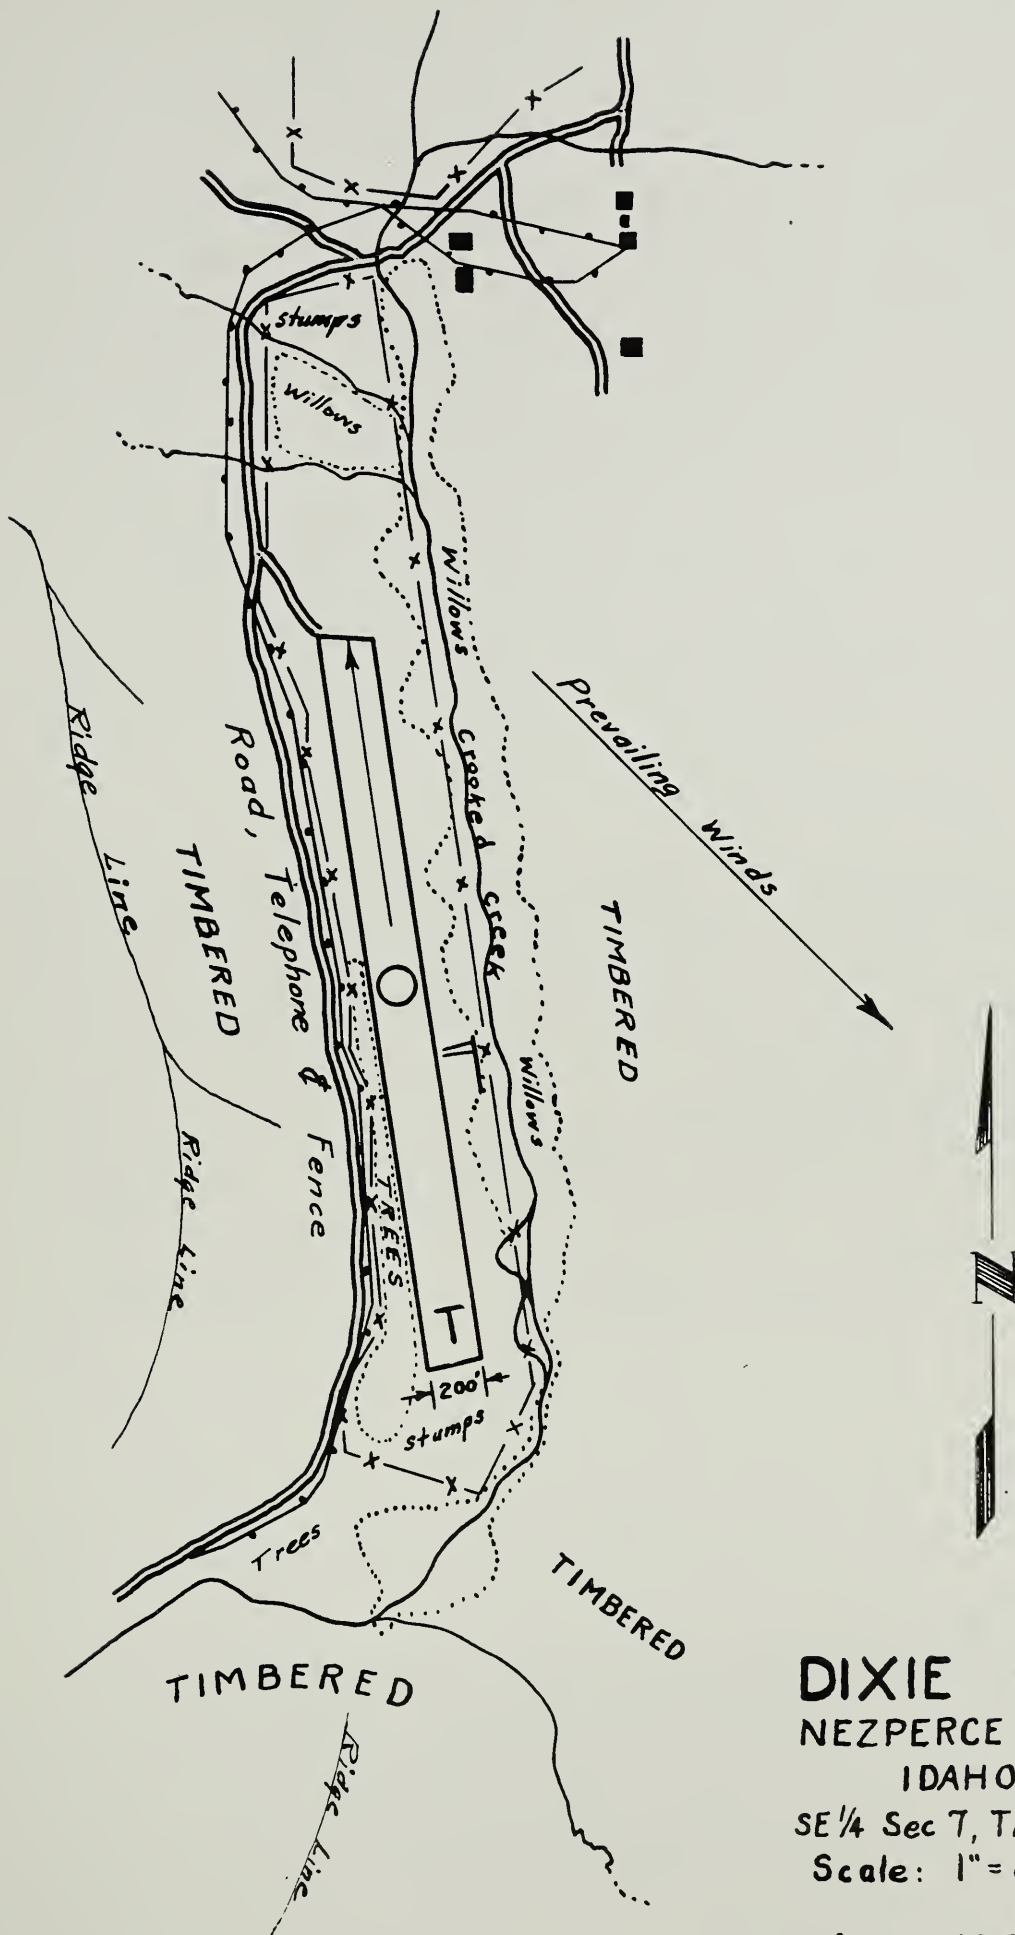 stumps
Willows
Willows
Prevailing Winds
Crooked Creek
Ridge Line
TIMBERED
Road, Telephone & Fence
TIMBERED
Willows
Ridge Line
TREES
N
T
200'
stumps
Trees
TIMBERED
TIMBERED
Ridge Line
DIXIE
NEZPERCE
IDAHO
SE 1/4 Sec 7,
Scale: 1" =